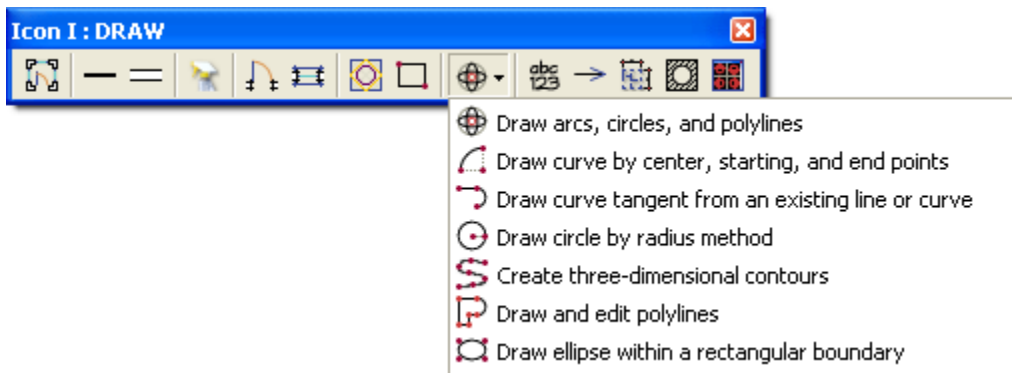 Icon I : DRAW
abc
123
Draw arcs, circles, and polylines
Draw curve by center, starting, and end points
Draw curve tangent from an existing line or curve
Draw circle by radius method
Create three-dimensional contours
Draw and edit polylines
Draw ellipse within a rectangular boundary